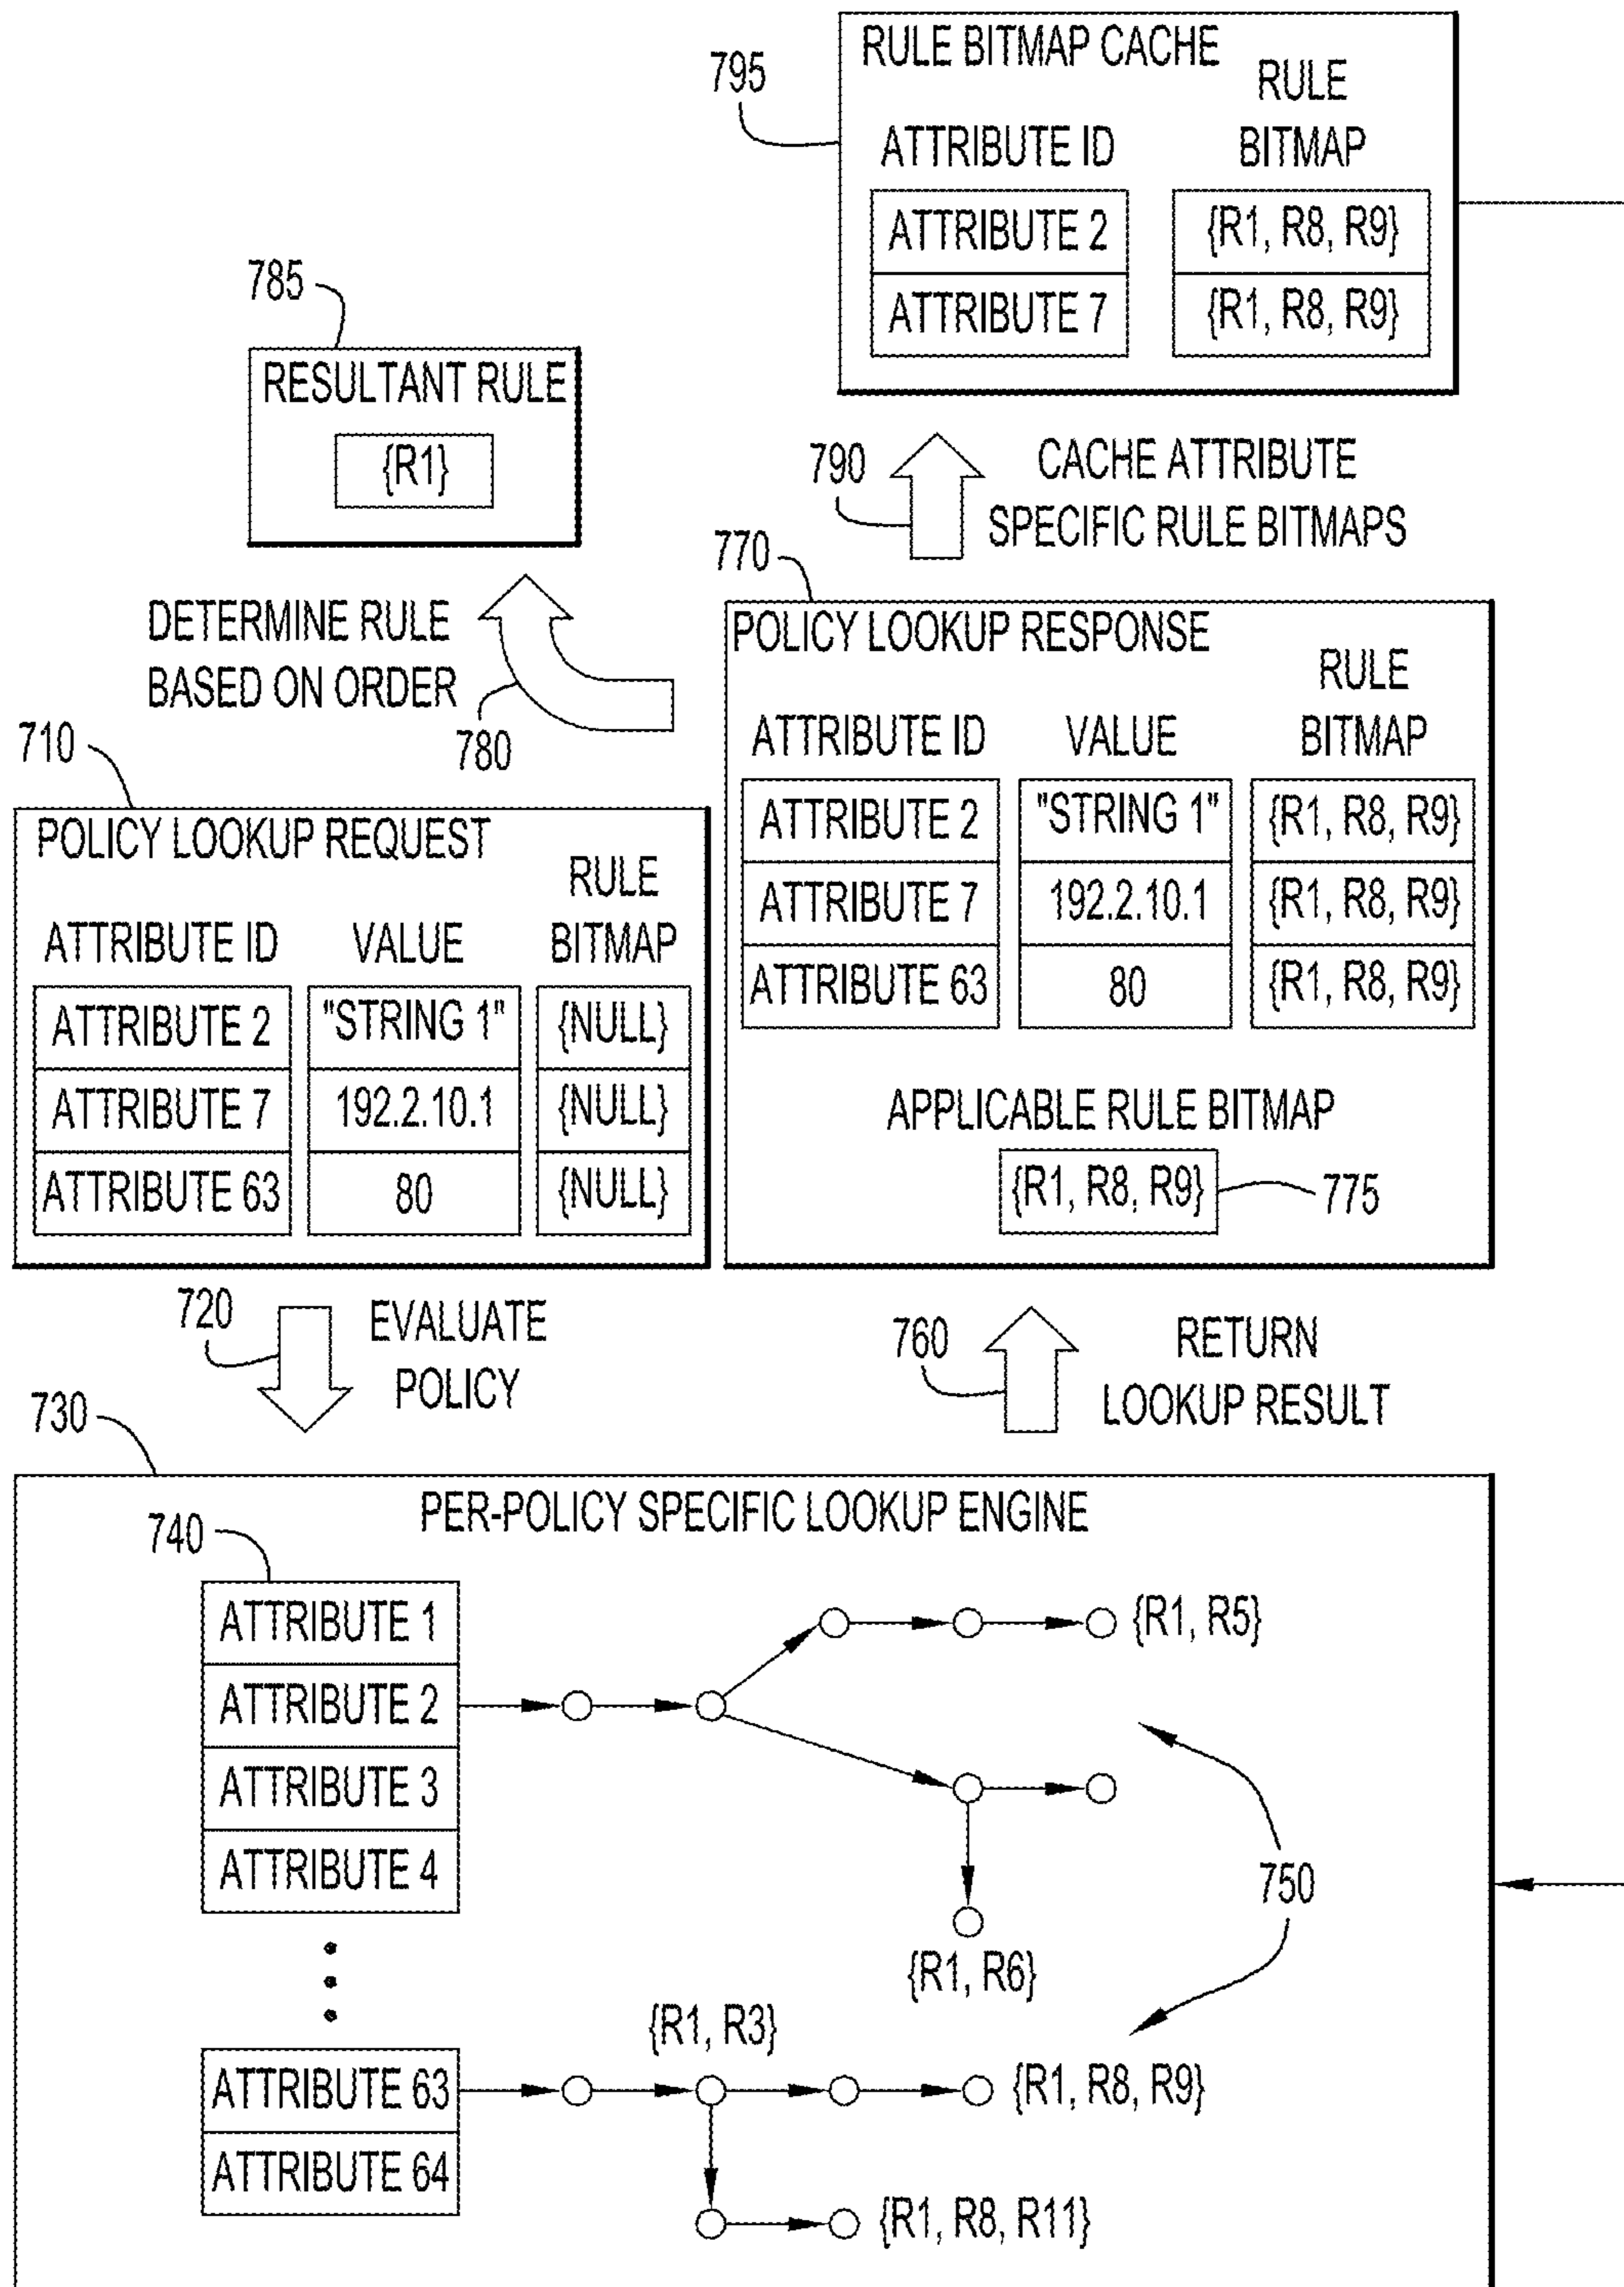 795
RULE BITMAP CACHE
ATTRIBUTE ID
RULE
BITMAP
ATTRIBUTE 2
{R1, R8, R9}
ATTRIBUTE 7
{R1, R8, R9}
785
RESULTANT RULE
{R1}
790
CACHE ATTRIBUTE
SPECIFIC RULE BITMAPS
DETERMINE RULE
BASED ON ORDER
780
770
POLICY LOOKUP RESPONSE
ATTRIBUTE ID
VALUE
RULE
BITMAP
ATTRIBUTE 2
"STRING 1"
{R1, R8, R9}
ATTRIBUTE 7
192.2.10.1
{R1, R8, R9}
ATTRIBUTE 63
80
{R1, R8, R9}
APPLICABLE RULE BITMAP
{R1, R8, R9}
775
710
POLICY LOOKUP REQUEST
ATTRIBUTE ID
VALUE
RULE
BITMAP
ATTRIBUTE 2
"STRING 1"
{NULL}
ATTRIBUTE 7
192.2.10.1
{NULL}
ATTRIBUTE 63
80
{NULL}
720
EVALUATE
POLICY
760
RETURN
LOOKUP RESULT
730
PER-POLICY SPECIFIC LOOKUP ENGINE
740
ATTRIBUTE 1
{R1, R5}
ATTRIBUTE 2
ATTRIBUTE 3
ATTRIBUTE 4
750
{R1, R6}
{R1, R3}
ATTRIBUTE 63
{R1, R8, R9}
ATTRIBUTE 64
{R1, R8, R11}